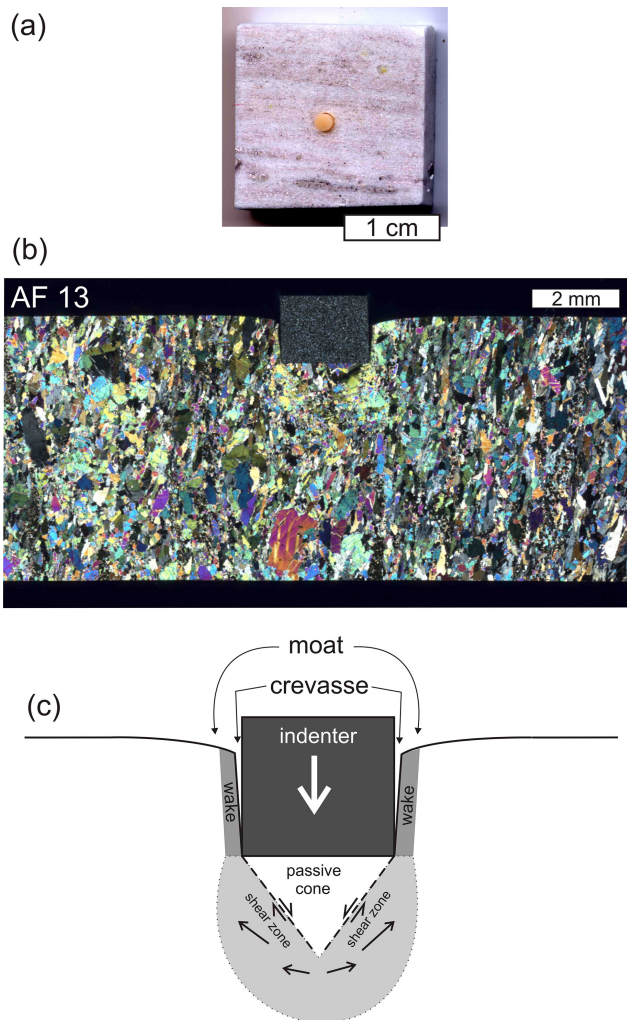 (a)
1 cm
(b)
AF 13
2 mm
moat
crevasse
(c)
indenter
wake
wake
passive
cone
shear zone
shear zone